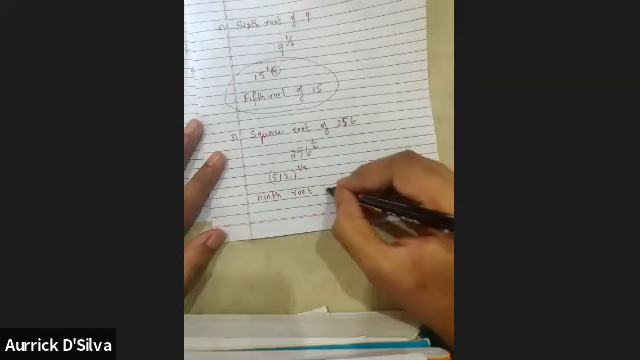 Sixth root of 9
9^1/6
15^1/5
Fifth root of 15
Square root of 256
256^1/2
(512)^1/9
ninth root
Aurrick D'Silva